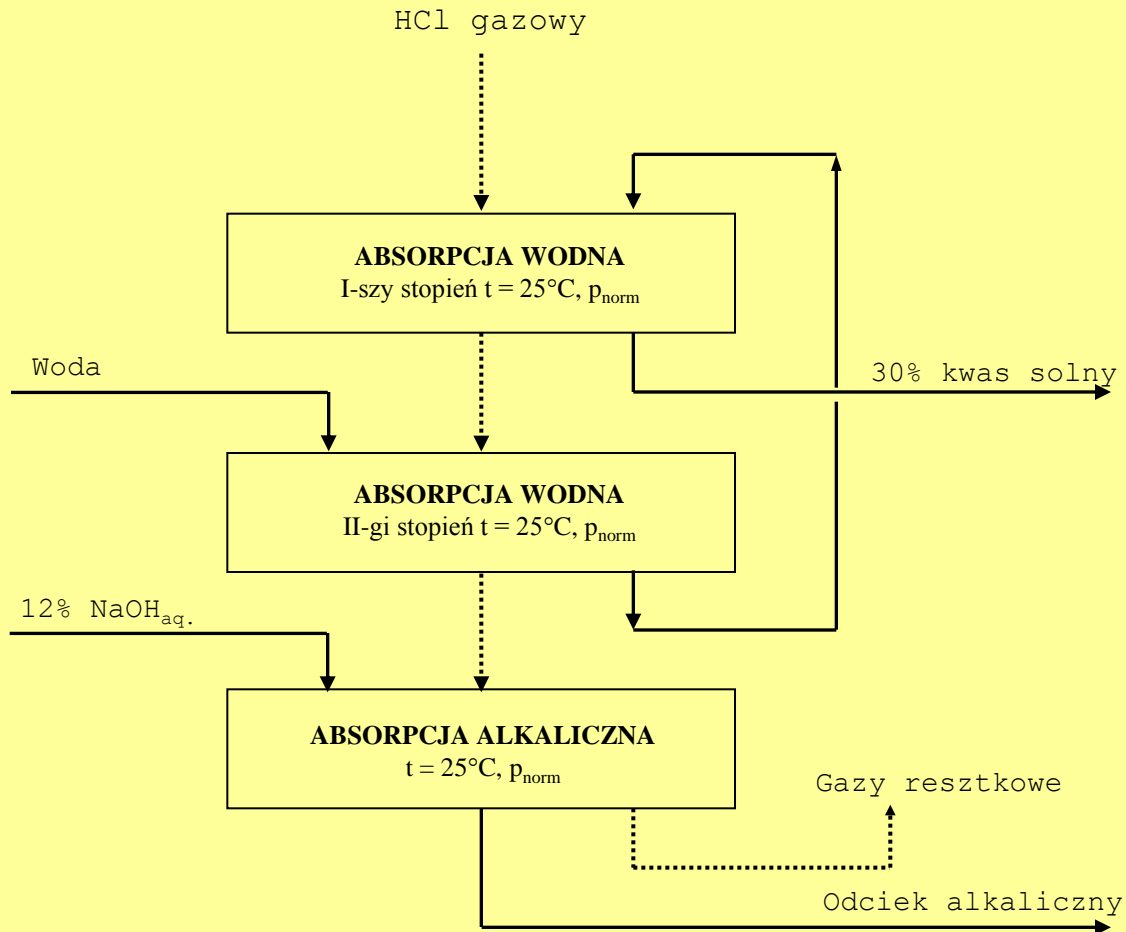 HCl gazowy
ABSORPCJA WODNA
I-szy stopień t = 25°C, pnorm
Woda
30% kwas solny
ABSORPCJA WODNA
II-gi stopień t = 25°C, pnorm
12% NaOHaq.
ABSORPCJA ALKALICZNA
t = 25°C, pnorm
Gazy resztkowe
Odciek alkaliczny